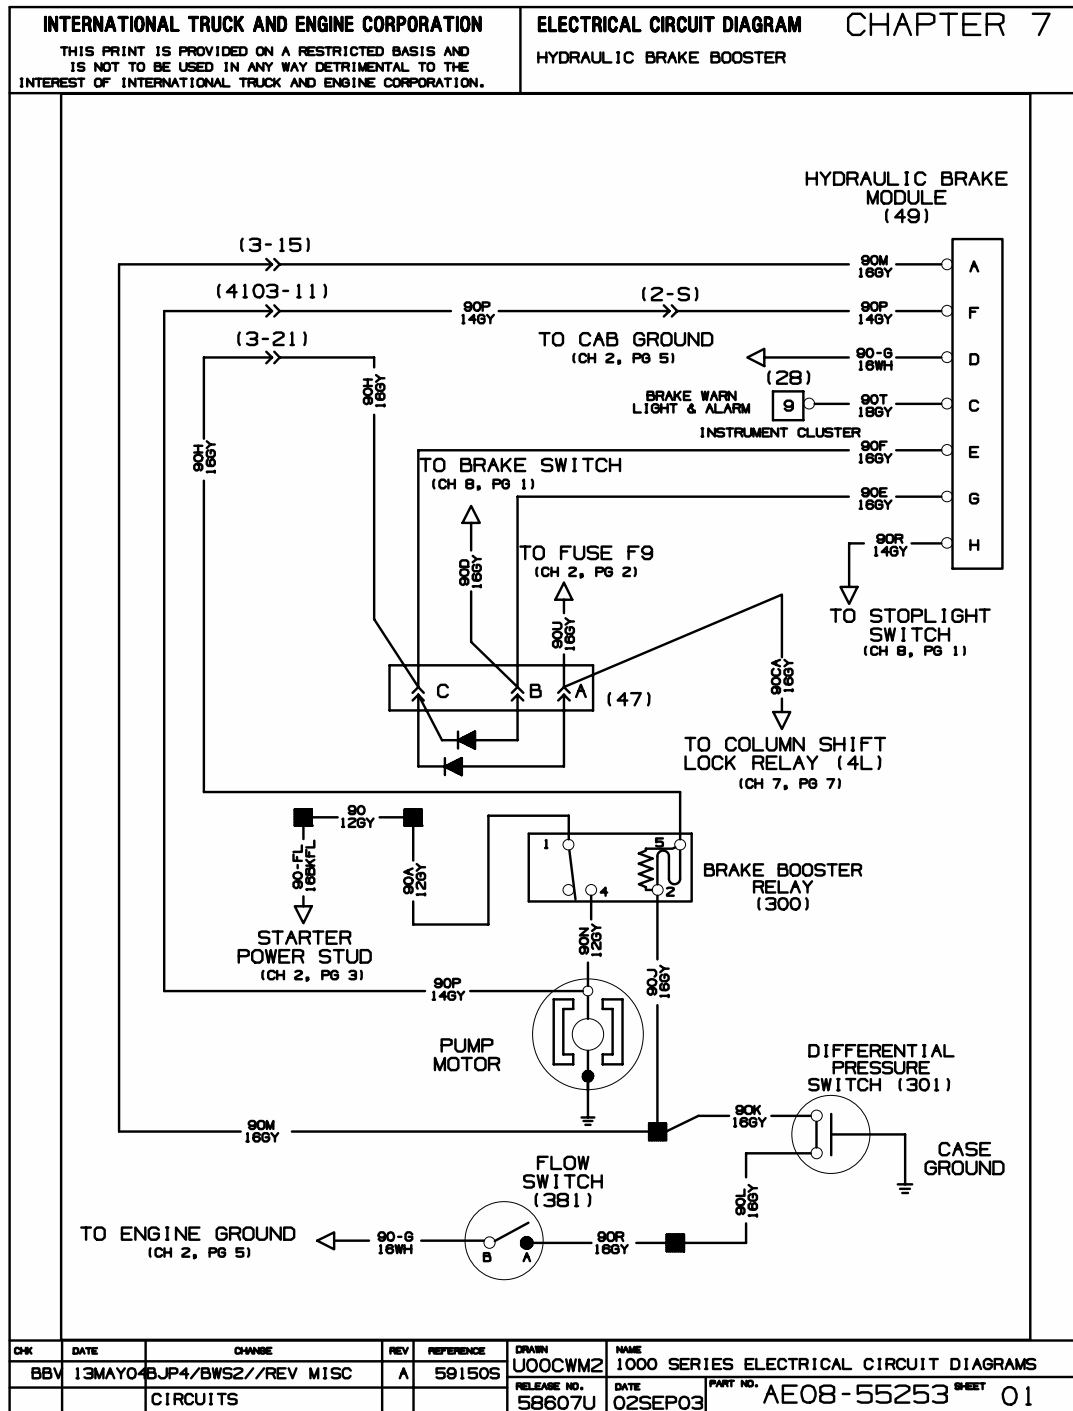 INTERNATIONAL TRUCK AND ENGINE CORPORATION
THIS PRINT IS PROVIDED ON A RESTRICTED BASIS AND
IS NOT TO BE USED IN ANY WAY DETRIMENTAL TO THE
INTEREST OF INTERNATIONAL TRUCK AND ENGINE CORPORATION.
ELECTRICAL CIRCUIT DIAGRAM
CHAPTER 7
HYDRAULIC BRAKE BOOSTER
HYDRAULIC BRAKE
MODULE
(49)
(3-15)
90M
16GY
A
(4103-11)
90P
14GY
(2-S)
90P
14GY
F
(3-21)
TO CAB GROUND
(CH 2, PG 5)
90-G
16WH
D
90H
16GY
BRAKE WARN
LIGHT & ALARM
(28)
9
90T
18GY
C
INSTRUMENT CLUSTER
90F
16GY
E
90H
16GY
TO BRAKE SWITCH
(CH 8, PG 1)
90E
16GY
G
90D
16GY
TO FUSE F9
(CH 2, PG 2)
90U
16GY
90R
14GY
H
TO STOPLIGHT
SWITCH
(CH 8, PG 1)
C
B
A
(47)
90CA
16GY
TO COLUMN SHIFT
LOCK RELAY (4L)
(CH 7, PG 7)
90
12GY
90-FL
16BKFL
90A
12GY
1
5
4
2
BRAKE BOOSTER
RELAY
(300)
STARTER
POWER STUD
(CH 2, PG 3)
90N
12GY
90J
16GY
90P
14GY
PUMP
MOTOR
DIFFERENTIAL
PRESSURE
SWITCH (301)
90M
16GY
90K
16GY
CASE
GROUND
FLOW
SWITCH
(381)
90L
16GY
TO ENGINE GROUND
(CH 2, PG 5)
90-G
16WH
B
A
90R
16GY
CHK
DATE
CHANGE
REV
REFERENCE
DRAWN
NAME
BBV
13MAY04
BJP4/BWS2//REV MISC
A
59150S
U00CWM2
1000 SERIES ELECTRICAL CIRCUIT DIAGRAMS
CIRCUITS
RELEASE NO.
58607U
DATE
02SEP03
PART NO.
AE08-55253
SHEET
01